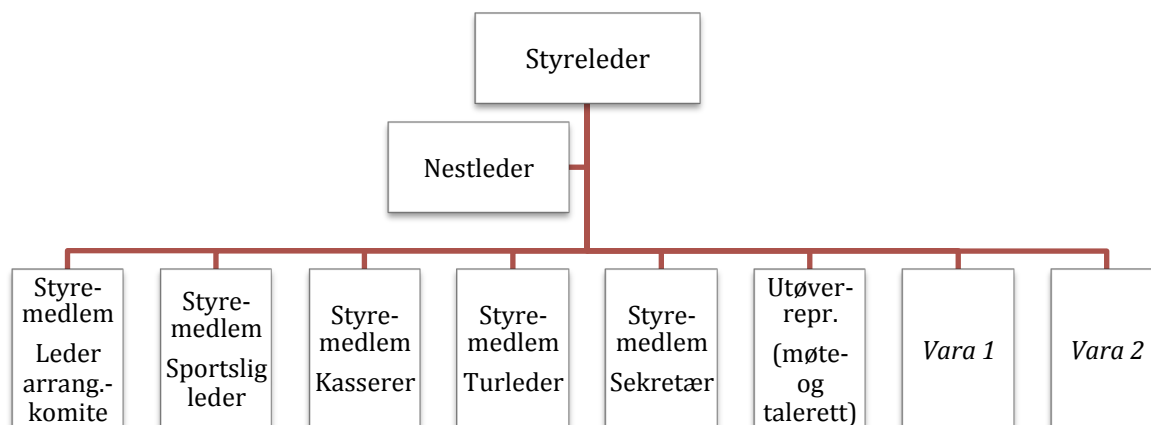 Styreleder
Nestleder
Styre-
medlem
Leder
arrang.-
komite
Styre-
medlem
Sportslig
leder
Styre-
medlem
Kasserer
Styre-
medlem
Turleder
Styre-
medlem
Sekretær
Utøver-
repr.
(møte-
og
talerett)
Vara 1
Vara 2